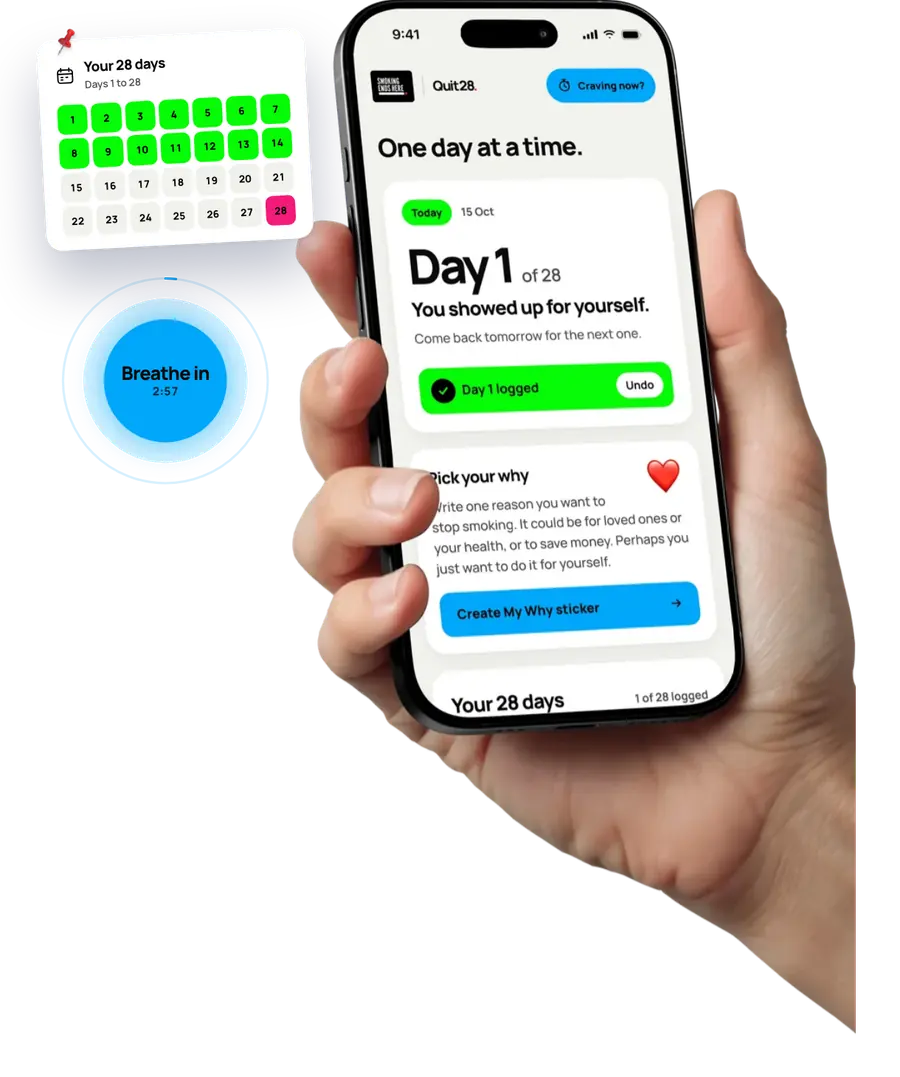 Your 28 days
Days 1 to 28
1 2 3 4 5 6 7
8 9 10 11 12 13 14
15 16 17 18 19 20 21
22 23 24 25 26 27 28
Breathe in
2:57
9:41
SMOKING
ENDS HERE
Quit28.
Craving now?
One day at a time.
Today 15 Oct
Day 1 of 28
You showed up for yourself.
Come back tomorrow for the next one.
Day 1 logged
Undo
Pick your why
Write one reason you want to
stop smoking. It could be for loved ones or
your health, or to save money. Perhaps you
just want to do it for yourself.
Create My Why sticker
Your 28 days
1 of 28 logged